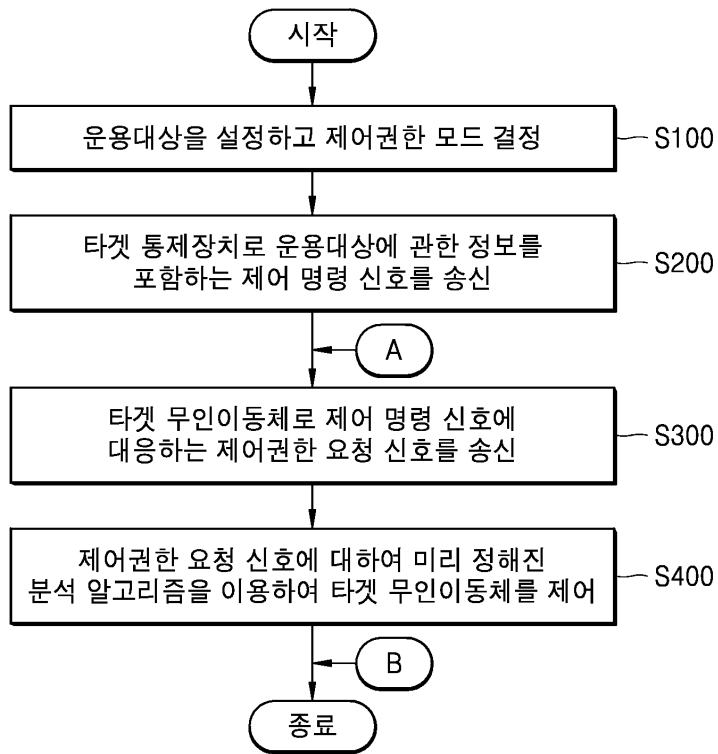 시작
운용대상을 설정하고 제어권한 모드 결정
S100
타겟 통제장치로 운용대상에 관한 정보를
포함하는 제어 명령 신호를 송신
S200
A
타겟 무인이동체로 제어 명령 신호에
대응하는 제어권한 요청 신호를 송신
S300
제어권한 요청 신호에 대하여 미리 정해진
분석 알고리즘을 이용하여 타겟 무인이동체를 제어
S400
B
종료